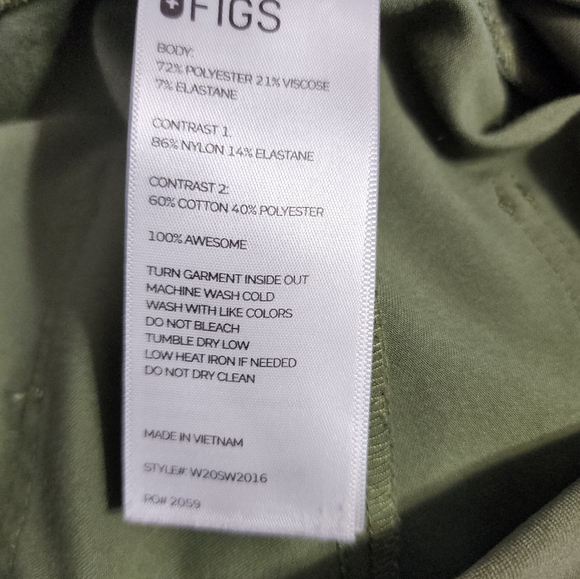 FIGS
BODY:
72% POLYESTER 21% VISCOSE
7% ELASTANE
CONTRAST 1.
86% NYLON 14% ELASTANE
CONTRAST 2:
60% COTTON 40% POLYESTER
100% AWESOME
TURN GARMENT INSIDE OUT
MACHINE WASH COLD
WASH WITH LIKE COLORS
DO NOT BLEACH
TUMBLE DRY LOW
LOW HEAT IRON IF NEEDED
DO NOT DRY CLEAN
MADE IN VIETNAM
STYLE#: W20SW2016
PO# 2059